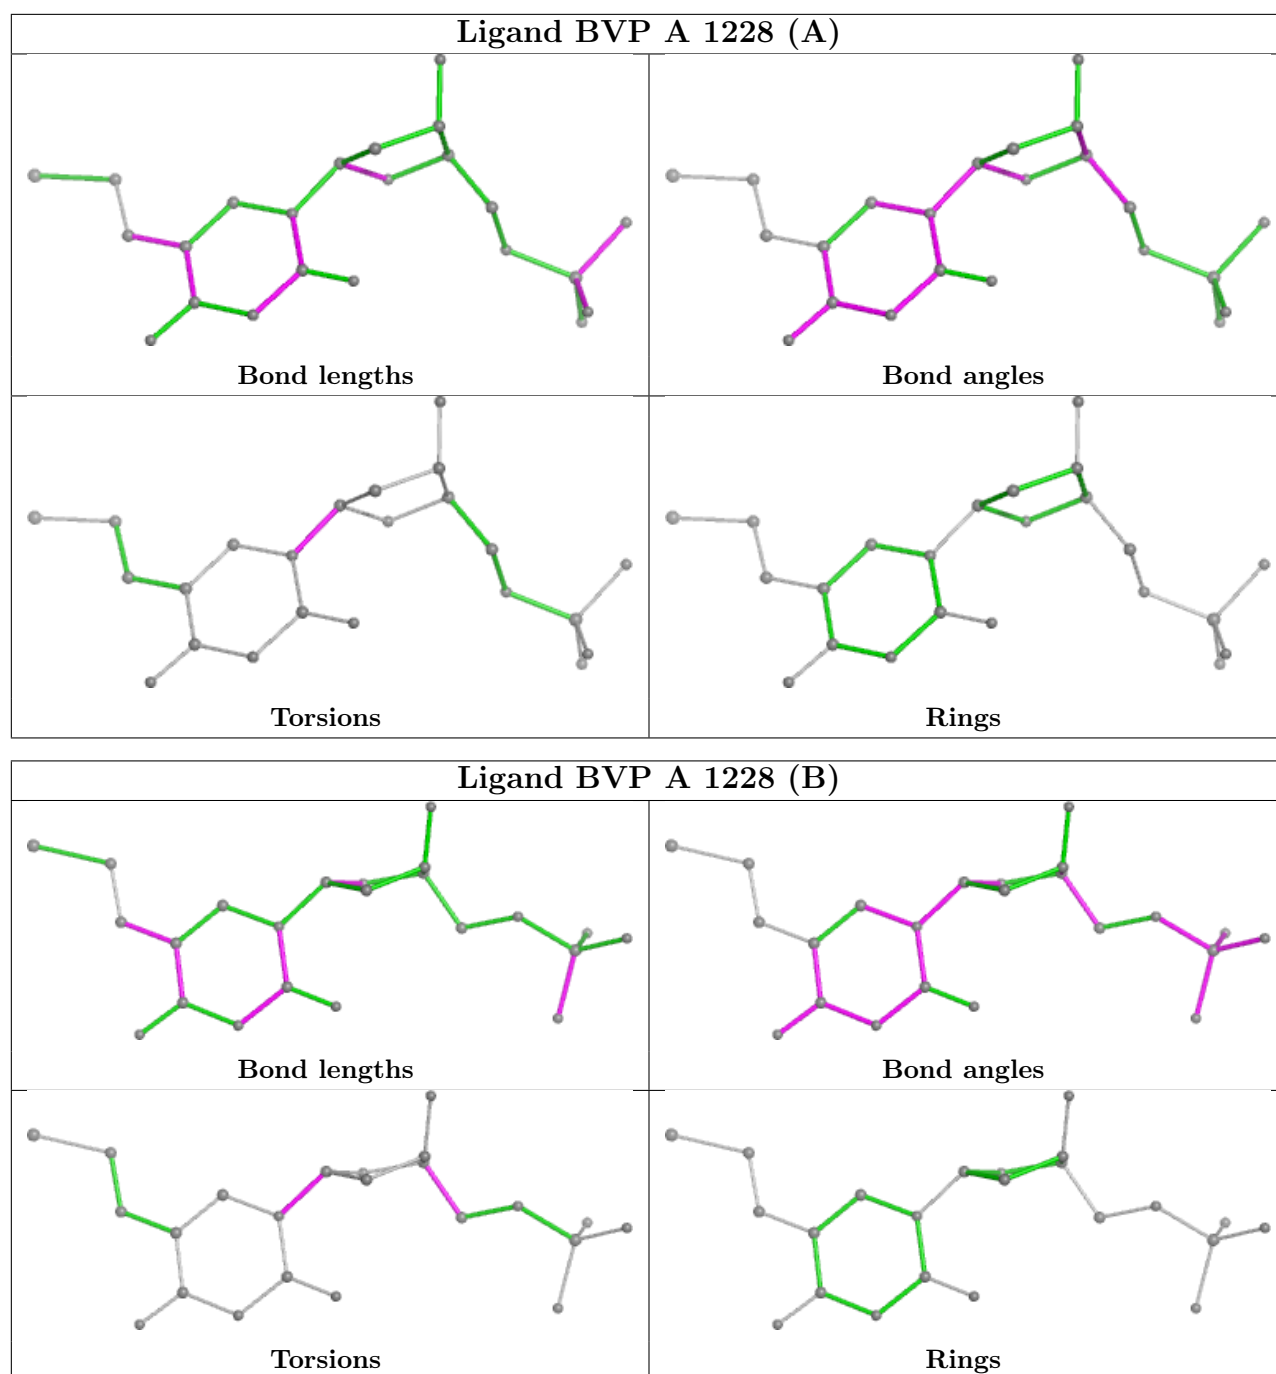 Ligand BVP A 1228 (A)
Bond lengths
Bond angles
Torsions
Rings
Ligand BVP A 1228 (B)
Bond lengths
Bond angles
Torsions
Rings